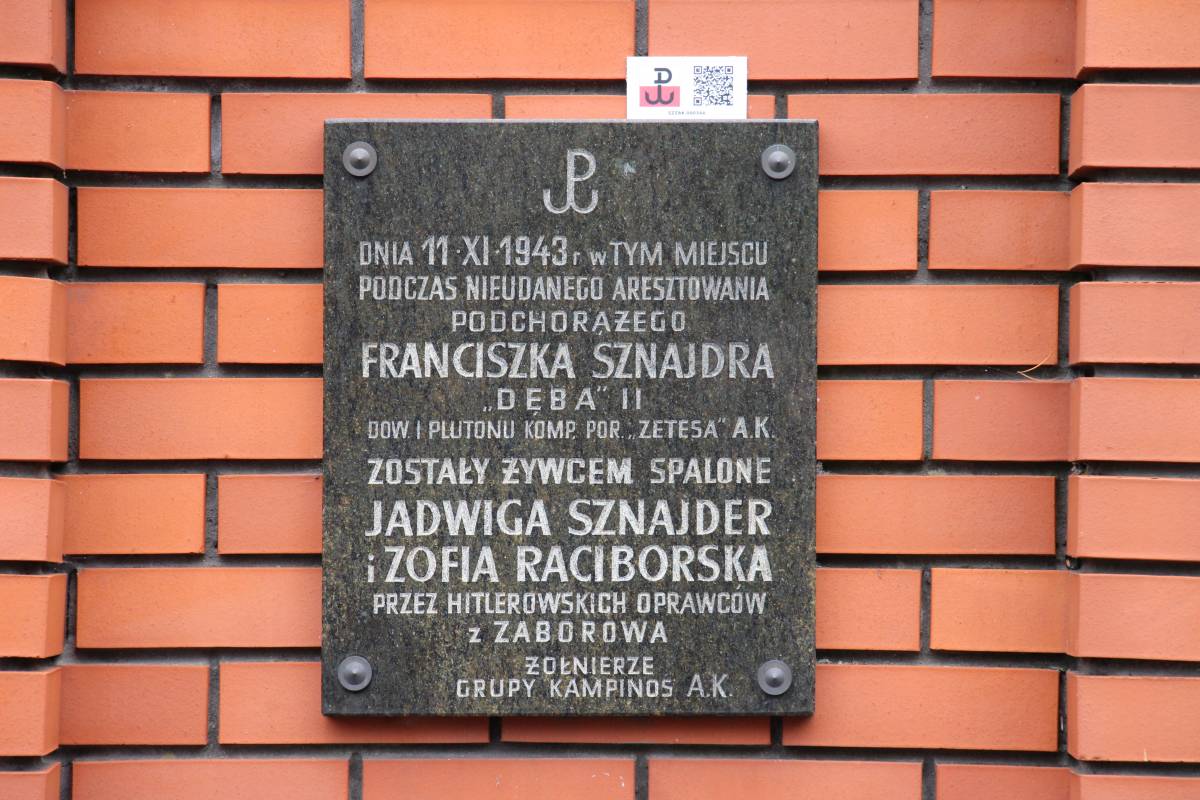 DNIA 11·XI·1943 r w TYM MIEJSCU
PODCZAS NIEUDANEGO ARESZTOWANIA
PODCHORĄŻEGO
FRANCISZKA SZNAJDRA
„DĘBA” II
DOW. I PLUTONU KOMP. POR. „ZETESA” A.K.
ZOSTAŁY ŻYWCEM SPALONE
JADWIGA SZNAJDER
i ZOFIA RACIBORSKA
PRZEZ HITLEROWSKICH OPRAWCÓW
z ZABOROWA
ŻOŁNIERZE
GRUPY KAMPINOS A.K.